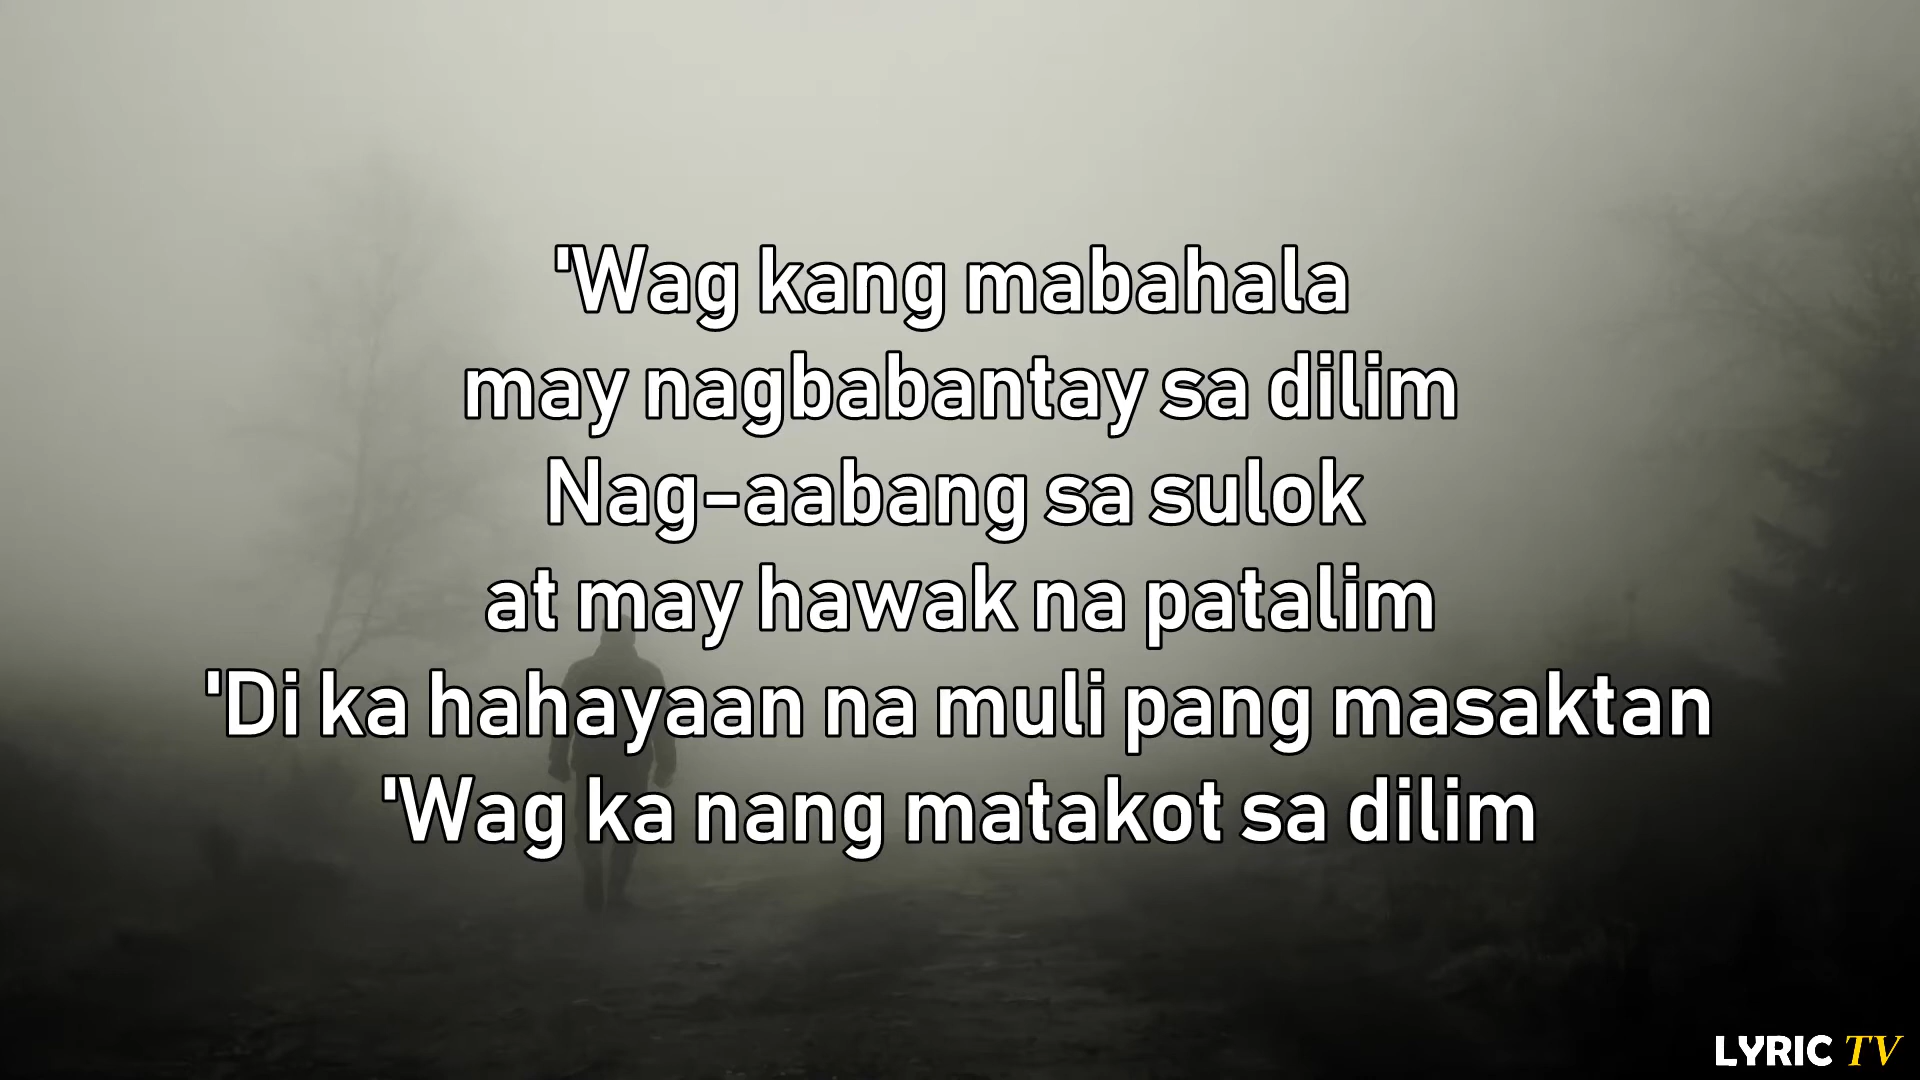 'Wag kang mabahala
may nagbabantay sa dilim
Nag-aabang sa sulok
at may hawak na patalim
'Di ka hahayaan na muli pang masaktan
'Wag ka nang matakot sa dilim
LYRIC TV